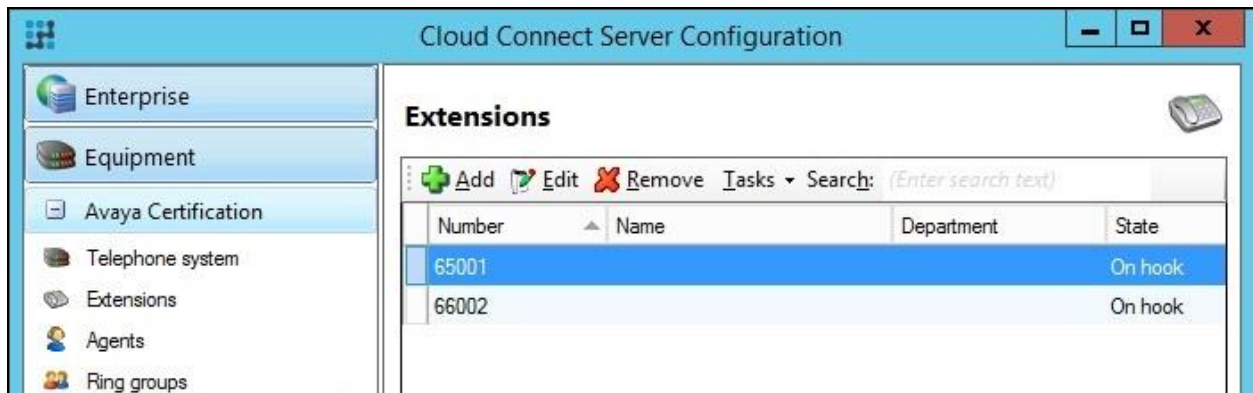 Cloud Connect Server Configuration
x
Enterprise
Equipment
Avaya Certification
Telephone system
Extensions
Agents
Ring groups
Extensions
Add Edit Remove Tasks Search: (Enter search text)
Number Name Department State
65001 On hook
66002 On hook